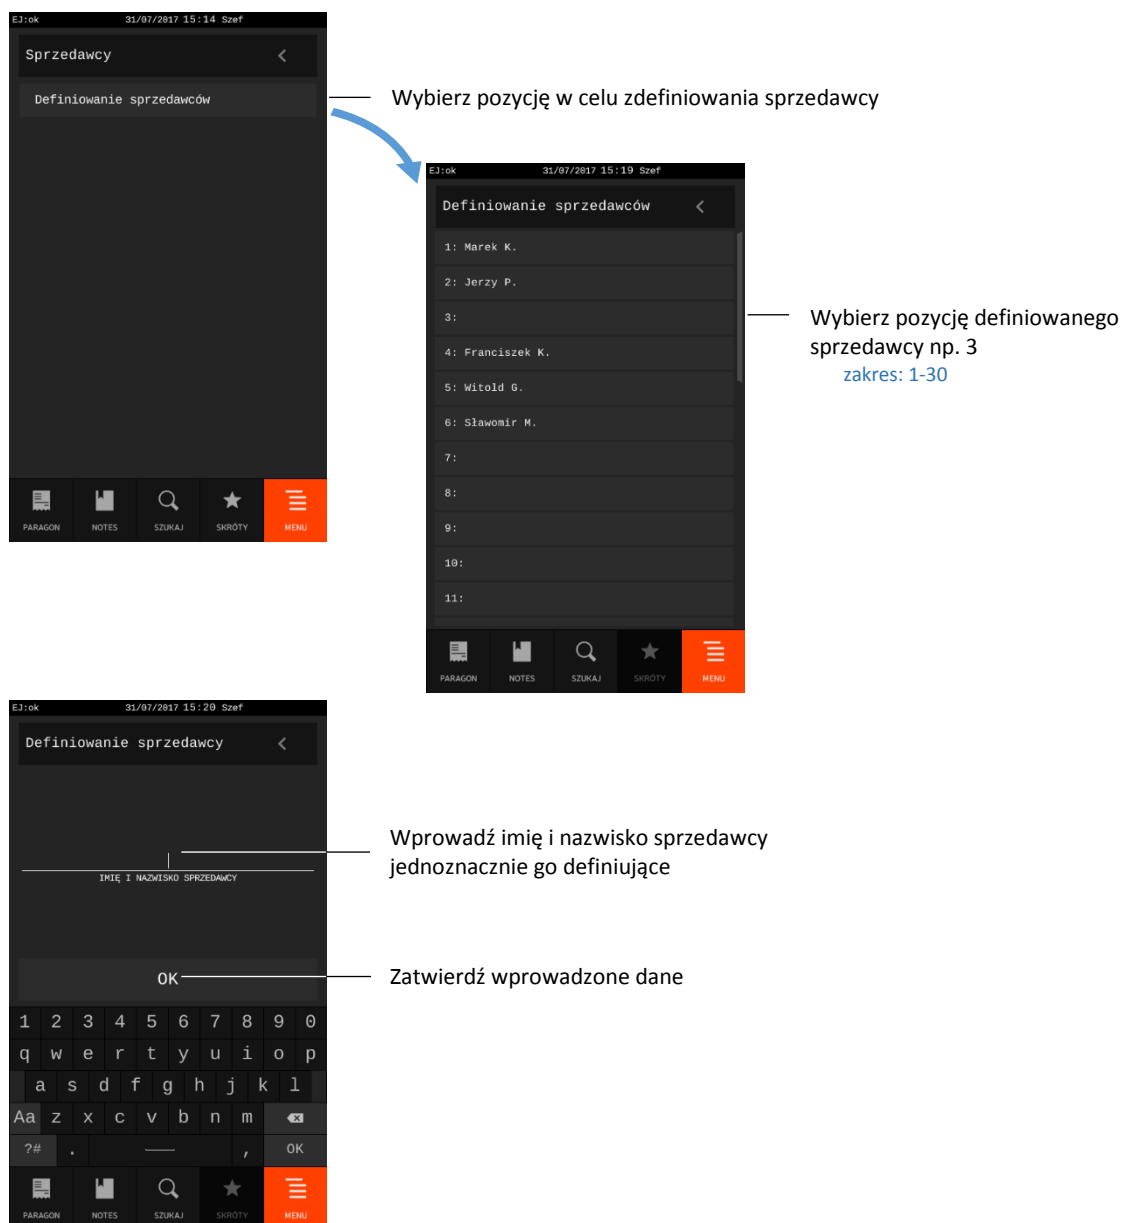 EJ:ok 31/07/2017 15:14 Szef
Sprzedawcy
Definiowanie sprzedawców
Wybierz pozycję w celu zdefiniowania sprzedawcy
PARAGON NOTES SZUKAJ SKRÓTY MENU
EJ:ok 31/07/2017 15:19 Szef
Definiowanie sprzedawców
1: Marek K.
2: Jerzy P.
3:
4: Franciszek K.
5: Witold G.
6: Sławomir M.
7:
8:
9:
10:
11:
Wybierz pozycję definiowanego
sprzedawcy np. 3
zakres: 1-30
PARAGON NOTES SZUKAJ SKRÓTY MENU
EJ:ok 31/07/2017 15:20 Szef
Definiowanie sprzedawcy
IMIĘ I NAZWISKO SPRZEDAWCY
Wprowadź imię i nazwisko sprzedawcy
jednoznacznie go definiujące
OK
Zatwierdź wprowadzone dane
1 2 3 4 5 6 7 8 9 0
q w e r t y u i o p
a s d f g h j k l
Aa z x c v b n m
?# . , OK
PARAGON NOTES SZUKAJ SKRÓTY MENU